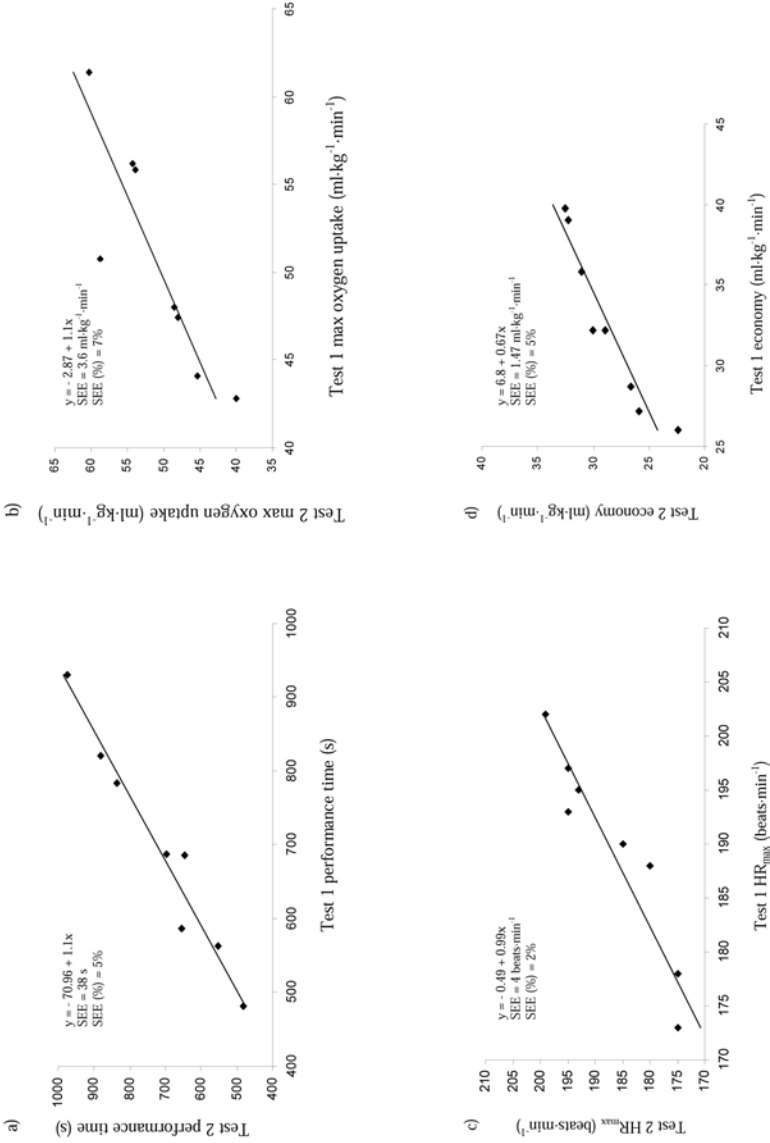 a)
y = - 70.96 + 1.1x
SEE = 38 s
SEE (%) = 5%
Test 2 performance time (s)
1000
900
800
700
600
500
400
400
500
600
700
800
900
1000
Test 1 performance time (s)
b)
y = - 2.87 + 1.1x
SEE = 3.6 ml·kg⁻¹·min⁻¹
SEE (%) = 7%
Test 2 max oxygen uptake (ml·kg⁻¹·min⁻¹)
65
60
55
50
45
40
35
40
45
50
55
60
65
Test 1 max oxygen uptake (ml·kg⁻¹·min⁻¹)
c)
y = - 0.49 + 0.99x
SEE = 4 beats·min⁻¹
SEE (%) = 2%
Test 2 HRmax (beats·min⁻¹)
210
205
200
195
190
185
180
175
170
170
175
180
185
190
195
202
205
210
Test 1 HRmax (beats·min⁻¹)
d)
y = 6.8 + 0.67x
SEE = 1.47 ml·kg⁻¹·min⁻¹
SEE (%) = 5%
Test 2 economy (ml·kg⁻¹·min⁻¹)
40
35
30
25
20
25
30
35
40
45
Test 1 economy (ml·kg⁻¹·min⁻¹)